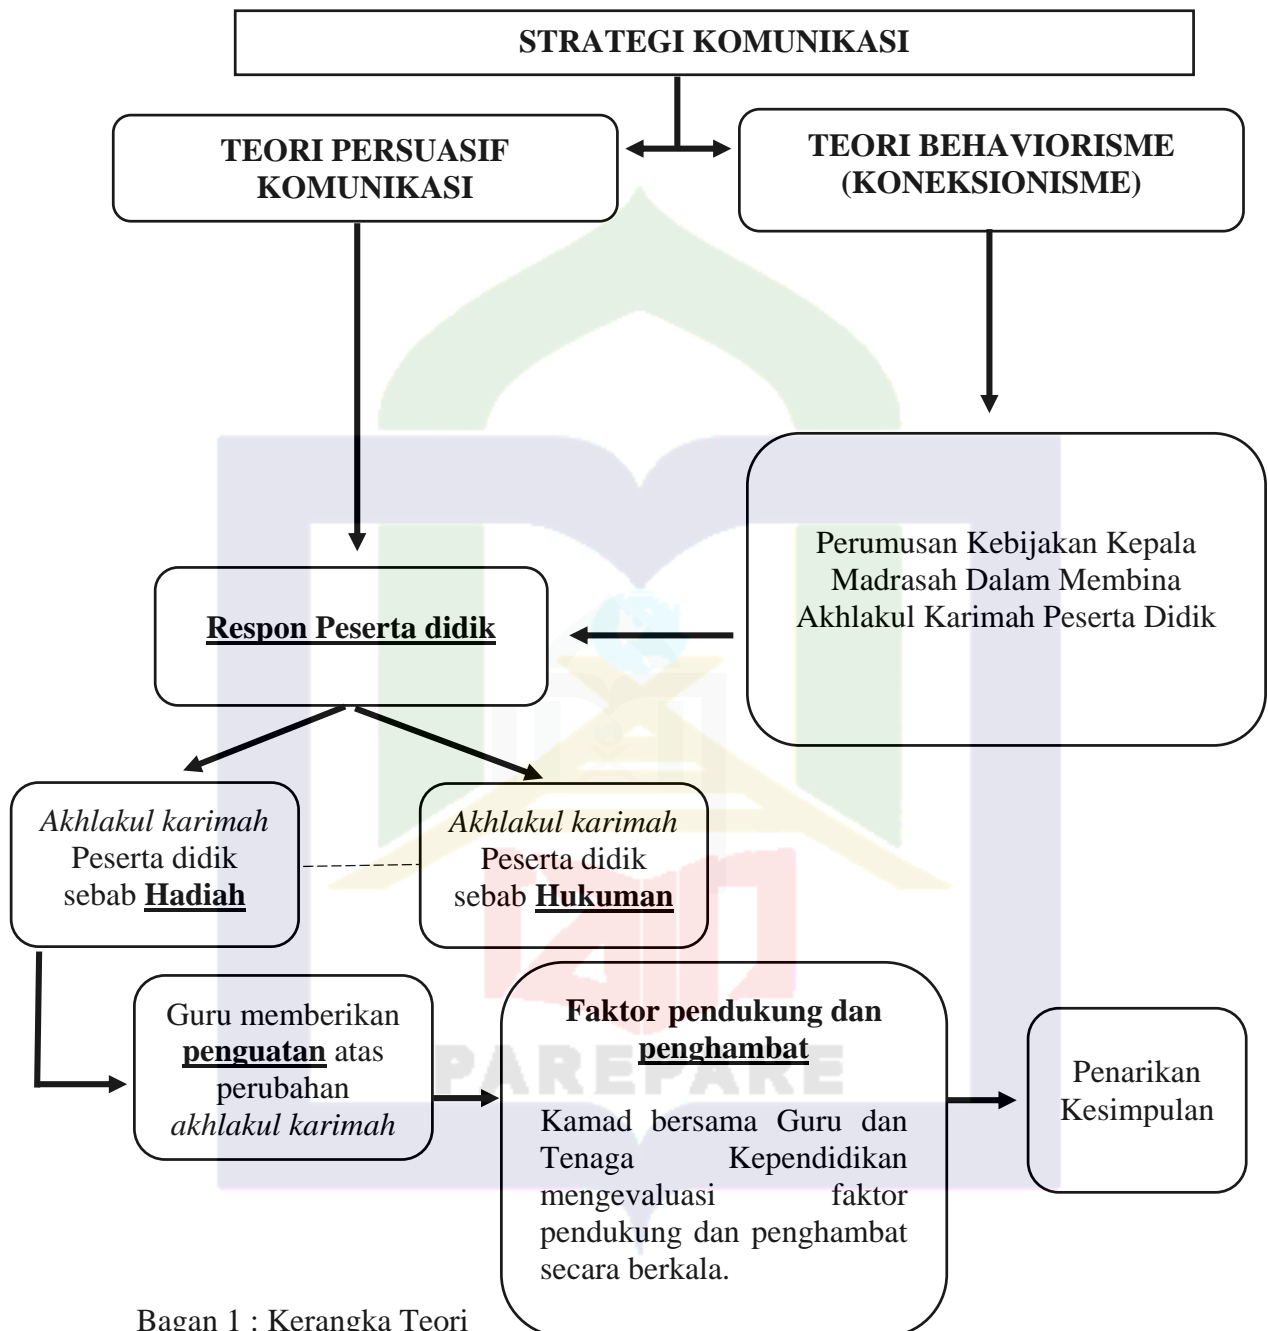 STRATEGI KOMUNIKASI
TEORI PERSUASIF
KOMUNIKASI
TEORI BEHAVIORISME
(KONEKSIONISME)
Perumusan Kebijakan Kepala
Madrasah Dalam Membina
Akhlakul Karimah Peserta Didik
Respon Peserta didik
Akhlakul karimah
Peserta didik
sebab Hadiah
Akhlakul karimah
Peserta didik
sebab Hukuman
Guru memberikan
penguatan atas
perubahan
akhlakul karimah
Faktor pendukung dan
penghambat
Kamad bersama Guru dan
Tenaga Kependidikan
mengevaluasi faktor
pendukung dan penghambat
secara berkala.
Penarikan
Kesimpulan
PAREPARE
Bagan 1 : Kerangka Teori